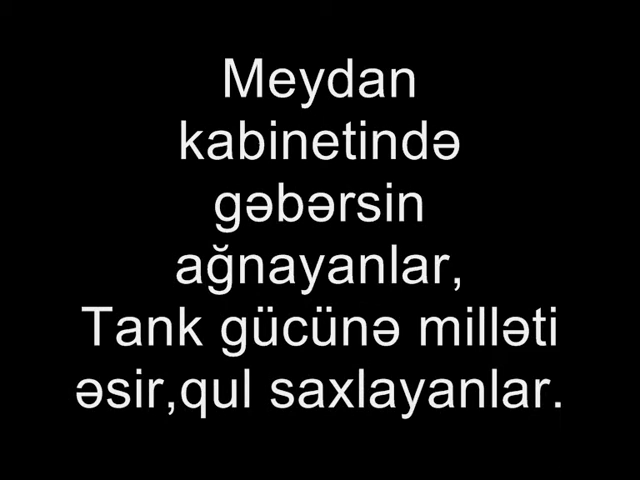 Meydan
kabinetində
gəbərsin
ağnayanlar,
Tank gücünə milləti
əsir,qul saxlayanlar.